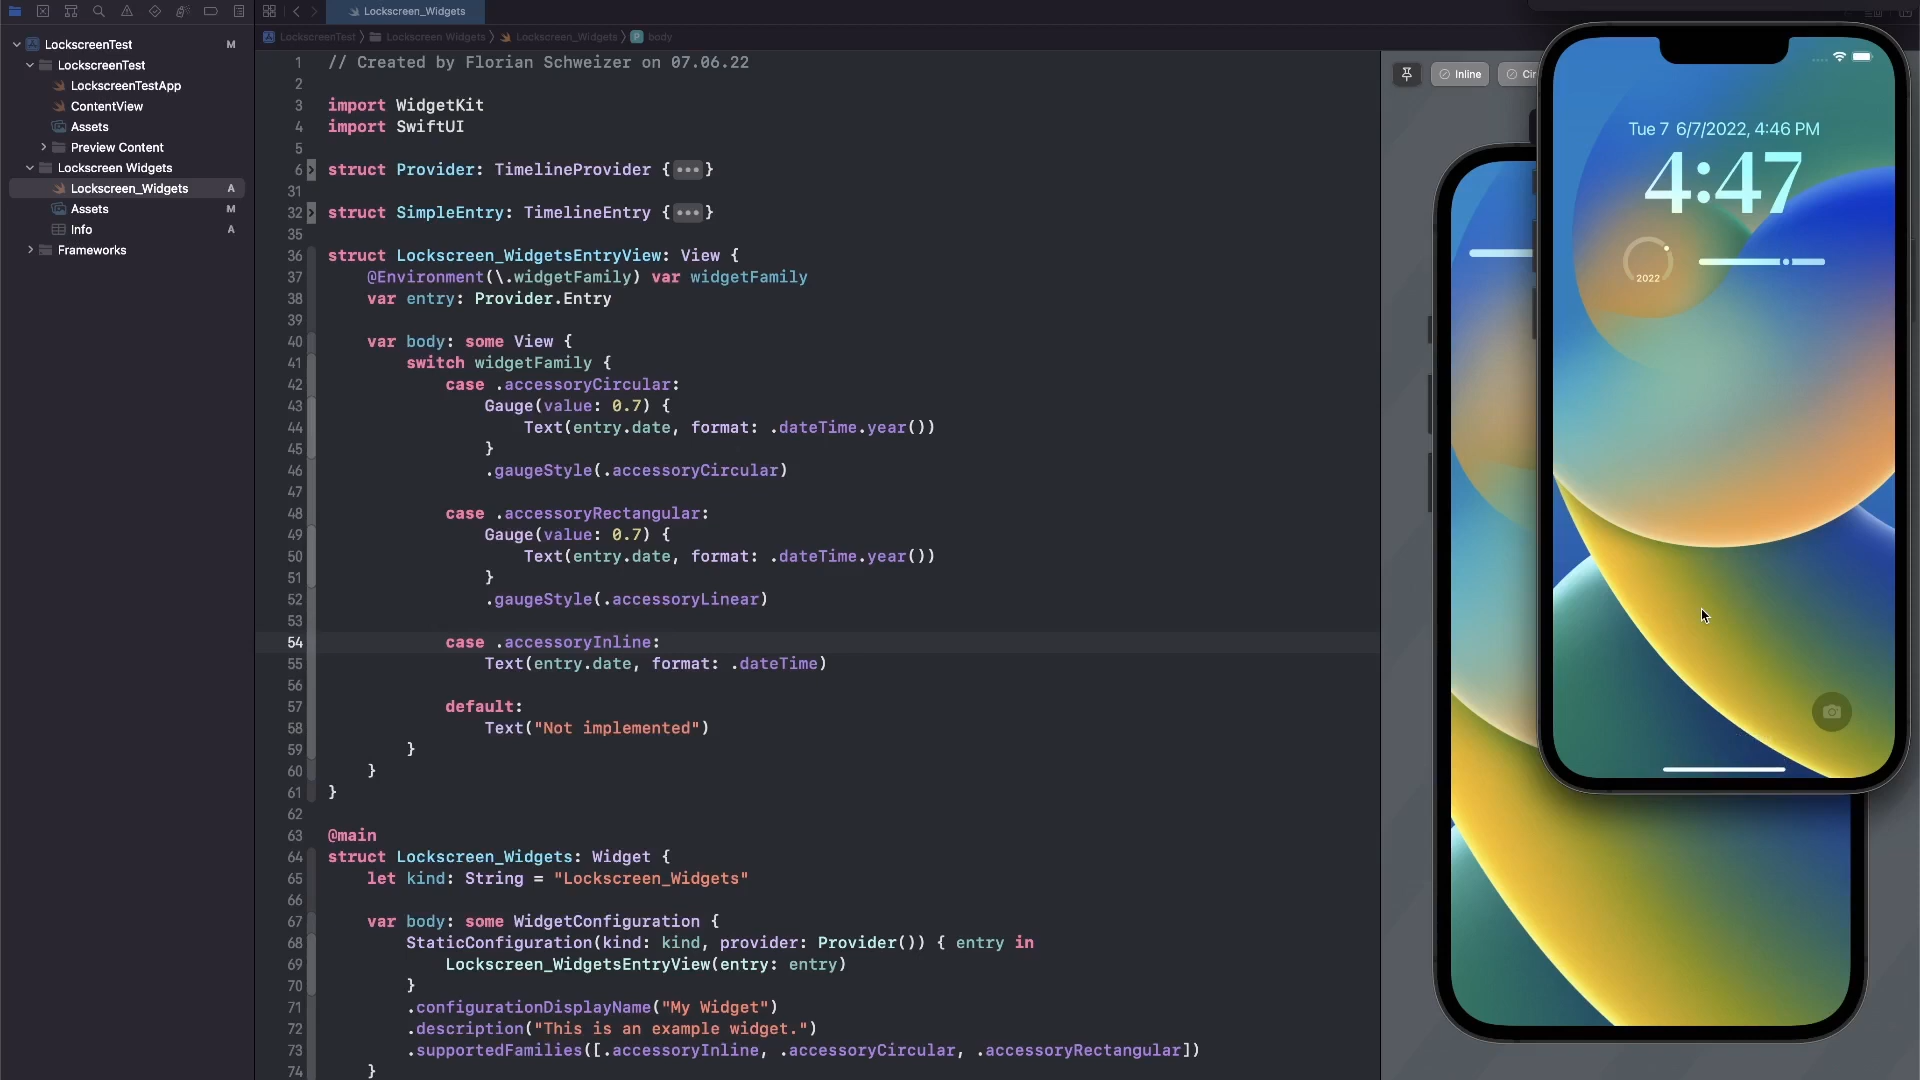 Lockscreen_Widgets
LockscreenTest
M
LockscreenTest
LockscreenTestApp
ContentView
Assets
Preview Content
Lockscreen Widgets
Lockscreen_Widgets
A
Assets
M
Info
A
Frameworks
LockscreenTest
Lockscreen Widgets
Lockscreen_Widgets
body
1 // Created by Florian Schweizer on 07.06.22
2
3 import WidgetKit
4 import SwiftUI
5
6 struct Provider: TimelineProvider {•••}
31
32 struct SimpleEntry: TimelineEntry {•••}
35
36 struct Lockscreen_WidgetsEntryView: View {
37 @Environment(\.widgetFamily) var widgetFamily
38 var entry: Provider.Entry
39
40 var body: some View {
41 switch widgetFamily {
42 case .accessoryCircular:
43 Gauge(value: 0.7) {
44 Text(entry.date, format: .dateTime.year())
45 }
46 .gaugeStyle(.accessoryCircular)
47
48 case .accessoryRectangular:
49 Gauge(value: 0.7) {
50 Text(entry.date, format: .dateTime.year())
51 }
52 .gaugeStyle(.accessoryLinear)
53
54 case .accessoryInline:
55 Text(entry.date, format: .dateTime)
56
57 default:
58 Text("Not implemented")
59 }
60 }
61 }
62
63 @main
64 struct Lockscreen_Widgets: Widget {
65 let kind: String = "Lockscreen_Widgets"
66
67 var body: some WidgetConfiguration {
68 StaticConfiguration(kind: kind, provider: Provider()) { entry in
69 Lockscreen_WidgetsEntryView(entry: entry)
70 }
71 .configurationDisplayName("My Widget")
72 .description("This is an example widget.")
73 .supportedFamilies([.accessoryInline, .accessoryCircular, .accessoryRectangular])
74 }
Inline
Tue 7 6/7/2022, 4:46 PM
4:47
2022